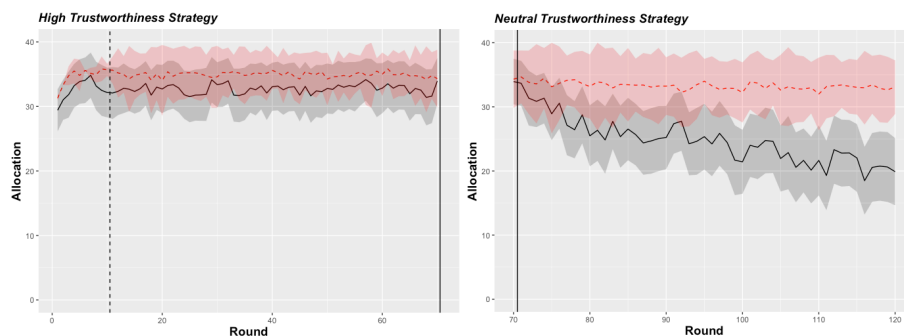 High Trustworthiness Strategy
40
30
20
10
0
Allocation
0 20 40 60
Round
Neutral Trustworthiness Strategy
40
30
20
10
0
Allocation
70 80 90 100 110 120
Round